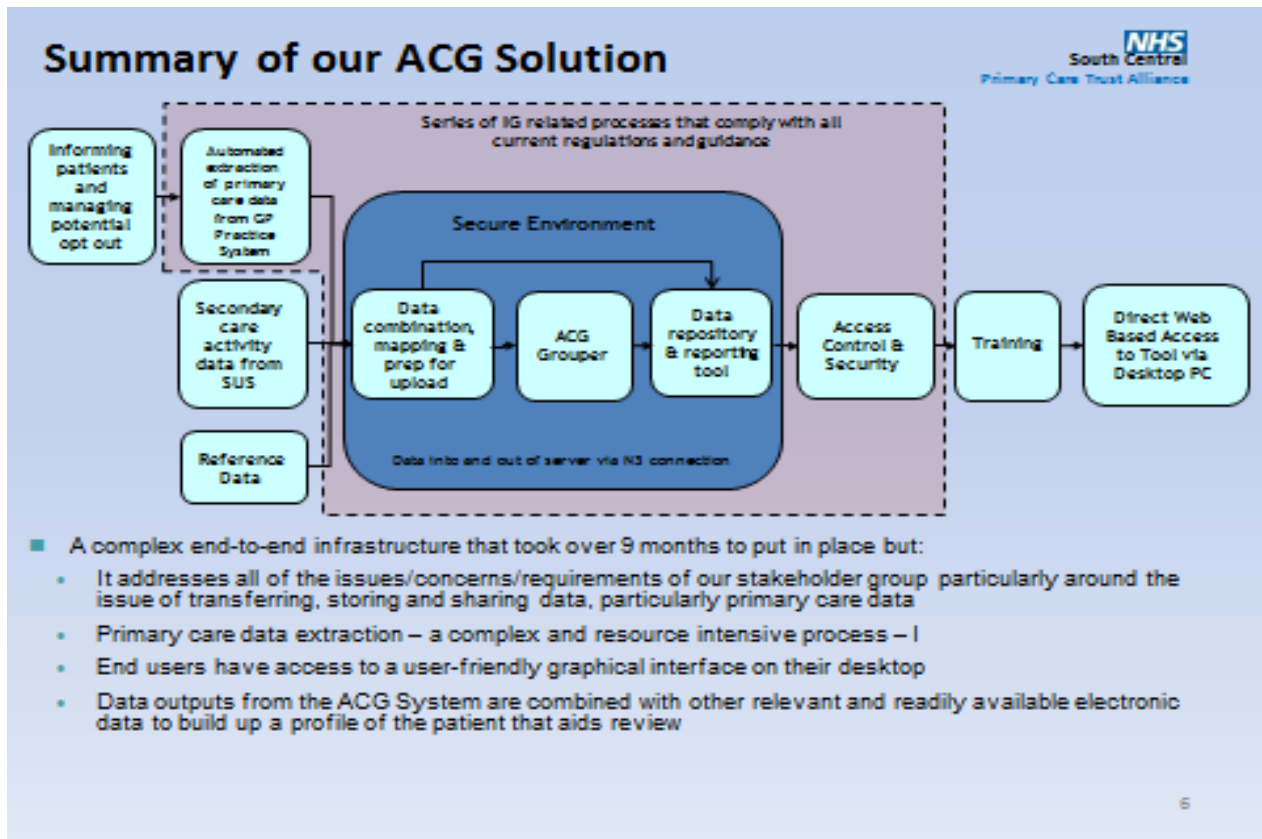 Summary of our ACG Solution
NHS
South Central
Primary Care Trust Alliance
Series of IG related processes that comply with all
current regulations and guidance
Informing
patients
and
managing
potential
opt out
Automated
extraction
of primary
care data
from GP
Practice
System
Secondary
care
activity
data from
SUS
Reference
Data
Secure Environment
Data
combination,
mapping &
prep for
upload
ACG
Grouper
Data
repository
& reporting
tool
Data into and out of server via N3 connection
Access
Control &
Security
Training
Direct Web
Based Access
to Tool via
Desktop PC
A complex end-to-end infrastructure that took over 9 months to put in place but:
It addresses all of the issues/concerns/requirements of our stakeholder group particularly around the
issue of transferring, storing and sharing data, particularly primary care data
Primary care data extraction – a complex and resource intensive process – I
End users have access to a user-friendly graphical interface on their desktop
Data outputs from the ACG System are combined with other relevant and readily available electronic
data to build up a profile of the patient that aids review
6